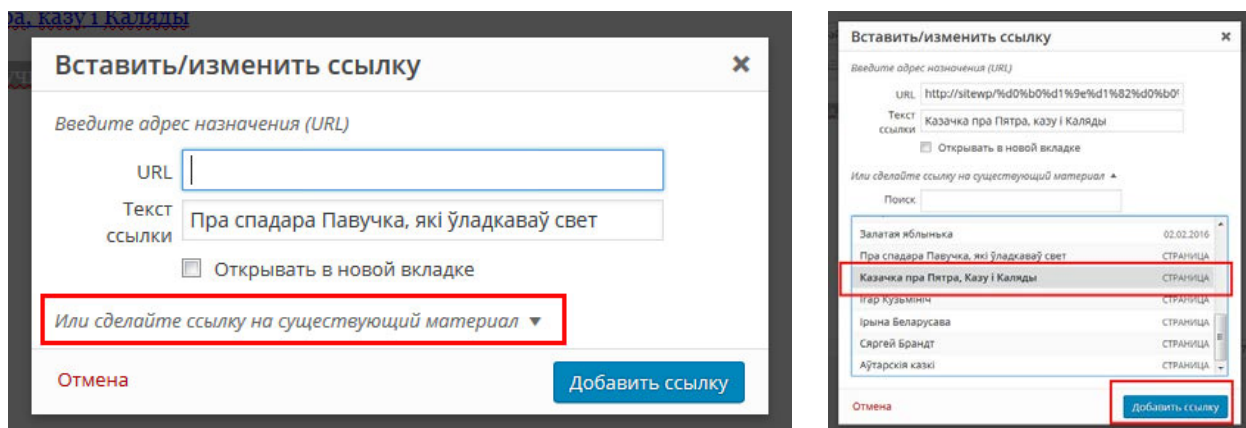 ра, казу і Каляды
Вставить/изменить ссылку
Введите адрес назначения (URL)
URL
Текст ссылки
Пра спадара Павучка, які ўладкаваў свет
Открывать в новой вкладке
Или сделайте ссылку на существующий материал ▼
Отмена
Добавить ссылку
Вставить/изменить ссылку
Введите адрес назначения (URL)
URL http://sitewp/%d0%b0%d1%9e%d1%82%d0%b0%
Текст ссылки
Казачка пра Пятра, казу і Каляды
Открывать в новой вкладке
Или сделайте ссылку на существующий материал ▲
Поиск
Залатая яблынька 02.02.2016
Пра спадара Павучка, які ўладкаваў свет СТРАНИЦА
Казачка пра Пятра, Казу і Каляды СТРАНИЦА
Ігар Кузьмініч СТРАНИЦА
Ірына Беларусава СТРАНИЦА
Сяргей Брандт СТРАНИЦА
Аўтарскія казкі СТРАНИЦА
Отмена
Добавить ссылку